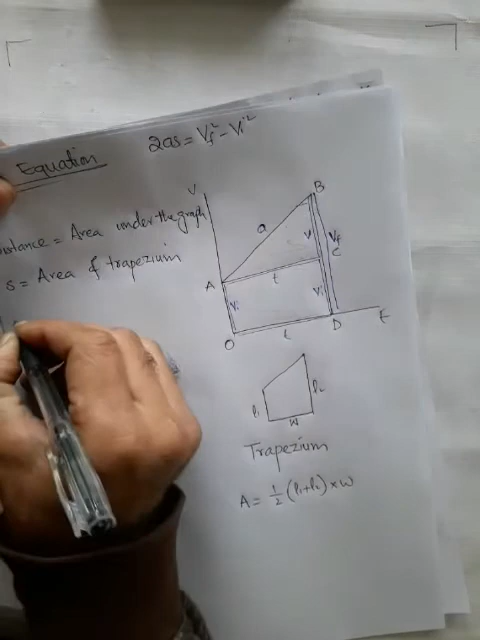 Equation 2as = Vf² - Vi²
V
Distance = Area under the graph
S = Area of trapezium
B
a
V
Vf
C
A
t
Vi
Vi
O
t
D
t
l₁
l₂
w
Trapezium
A = ½ (l₁+l₂) × w